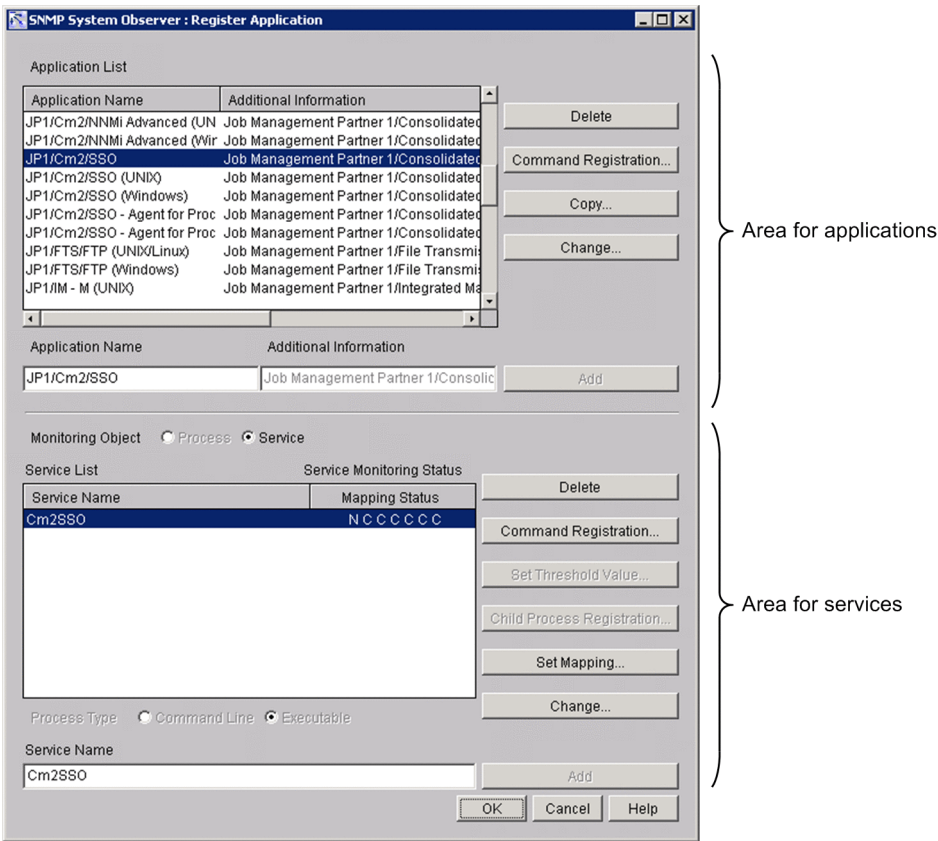 SNMP System Observer : Register Application
Application List
Application Name Additional Information
JP1/Cm2/NNMi Advanced (UN Job Management Partner 1/Consolidated
JP1/Cm2/NNMi Advanced (Wir Job Management Partner 1/Consolidated
JP1/Cm2/SSO Job Management Partner 1/Consolidated
JP1/Cm2/SSO (UNIX) Job Management Partner 1/Consolidated
JP1/Cm2/SSO (Windows) Job Management Partner 1/Consolidated
JP1/Cm2/SSO - Agent for Proc Job Management Partner 1/Consolidated
JP1/Cm2/SSO - Agent for Proc Job Management Partner 1/Consolidated
JP1/FTS/FTP (UNIX/Linux) Job Management Partner 1/File Transmis
JP1/FTS/FTP (Windows) Job Management Partner 1/File Transmis
JP1/IM - M (UNIX) Job Management Partner 1/Integrated Ma
Delete
Command Registration...
Copy...
Change...
Area for applications
Application Name Additional Information
JP1/Cm2/SSO Job Management Partner 1/Consolic Add
Monitoring Object Process Service
Service List Service Monitoring Status
Service Name Mapping Status
Cm2SSO N C C C C C C
Delete
Command Registration...
Set Threshold Value...
Child Process Registration...
Set Mapping...
Change...
Area for services
Process Type Command Line Executable
Service Name
Cm2SSO Add
OK Cancel Help